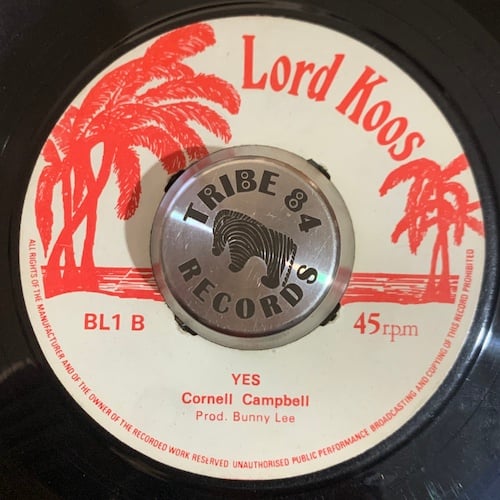 Lord Koos
TRIBE 84
RECORDS
BL1 B
45rpm
YES
Cornell Campbell
Prod. Bunny Lee
ALL RIGHTS OF THE MANUFACTURER AND OF THE OWNER OF THE RECORDED WORK RESERVED UNAUTHORISED PUBLIC PERFORMANCE BROADCASTING AND COPYING OF THIS RECORD PROHIBITED